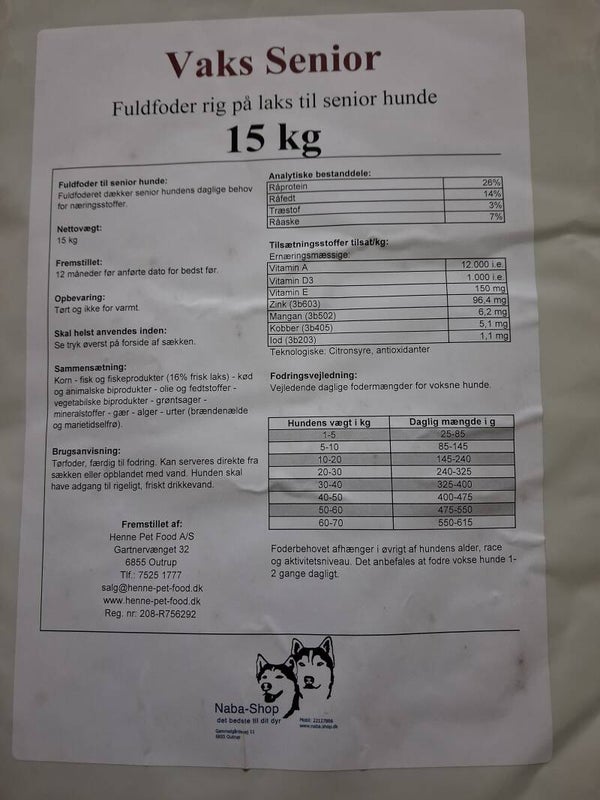 Vaks Senior
Fuldfoder rig på laks til senior hunde
15 kg
Fuldfoder til senior hunde:
Fuldfoderet dækker senior hundens daglige behov
for næringsstoffer.
Nettovægt:
15 kg
Fremstillet:
12 måneder før anførte dato for bedst før.
Opbevaring:
Tørt og ikke for varmt.
Skal helst anvendes inden:
Se tryk øverst på forside af sækken.
Sammensætning:
Korn - fisk og fiskeprodukter (16% frisk laks) - kød
og animalske biprodukter - olie og fedtstoffer -
vegetabilske biprodukter - grøntsager -
mineralstoffer - gær - alger - urter (brændenælde
og marietidselfrø).
Brugsanvisning:
Tørfoder, færdig til fodring. Kan serveres direkte fra
sækken eller opblandet med vand. Hunden skal
have adgang til rigeligt, friskt drikkevand.
Fremstillet af:
Henne Pet Food A/S
Gartnervænget 32
6855 Outrup
Tlf.: 7525 1777
salg@henne-pet-food.dk
www.henne-pet-food.dk
Reg. nr: 208-R756292
Analytiske bestanddele:
Råprotein 26%
Råfedt 14%
Træstof 3%
Råaske 7%
Tilsætningsstoffer tilsat/kg:
Ernæringsmæssige:
Vitamin A 12.000 i.e.
Vitamin D3 1.000 i.e.
Vitamin E 150 mg
Zink (3b603) 96,4 mg
Mangan (3b502) 6,2 mg
Kobber (3b405) 5,1 mg
Iod (3b203) 1,1 mg
Teknologiske: Citronsyre, antioxidanter
Fodringsvejledning:
Vejledende daglige fodermængder for voksne hunde.
Hundens vægt i kg Daglig mængde i g
1-5 25-85
5-10 85-145
10-20 145-240
20-30 240-325
30-40 325-400
40-50 400-475
50-60 475-550
60-70 550-615
Foderbehovet afhænger i øvrigt af hundens alder, race
og aktivitetsniveau. Det anbefales at fodre vokse hunde 1-
2 gange dagligt.
Naba-Shop
det bedste til dit dyr
6855 Outrup
Mobil: 22127986
www.naba-shop.dk